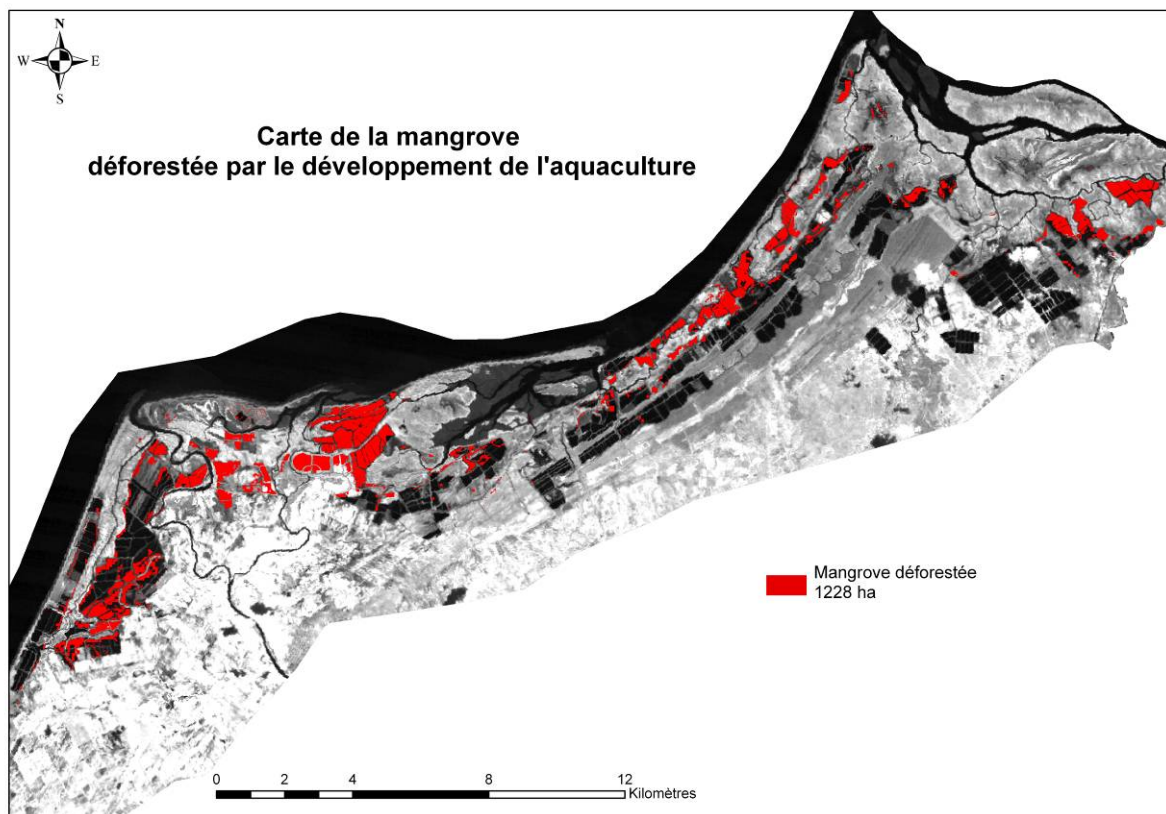 N
W E
S
Carte de la mangrove
déforestée par le développement de l'aquaculture
Mangrove déforestée
1228 ha
0 2 4 8 12
Kilomètres